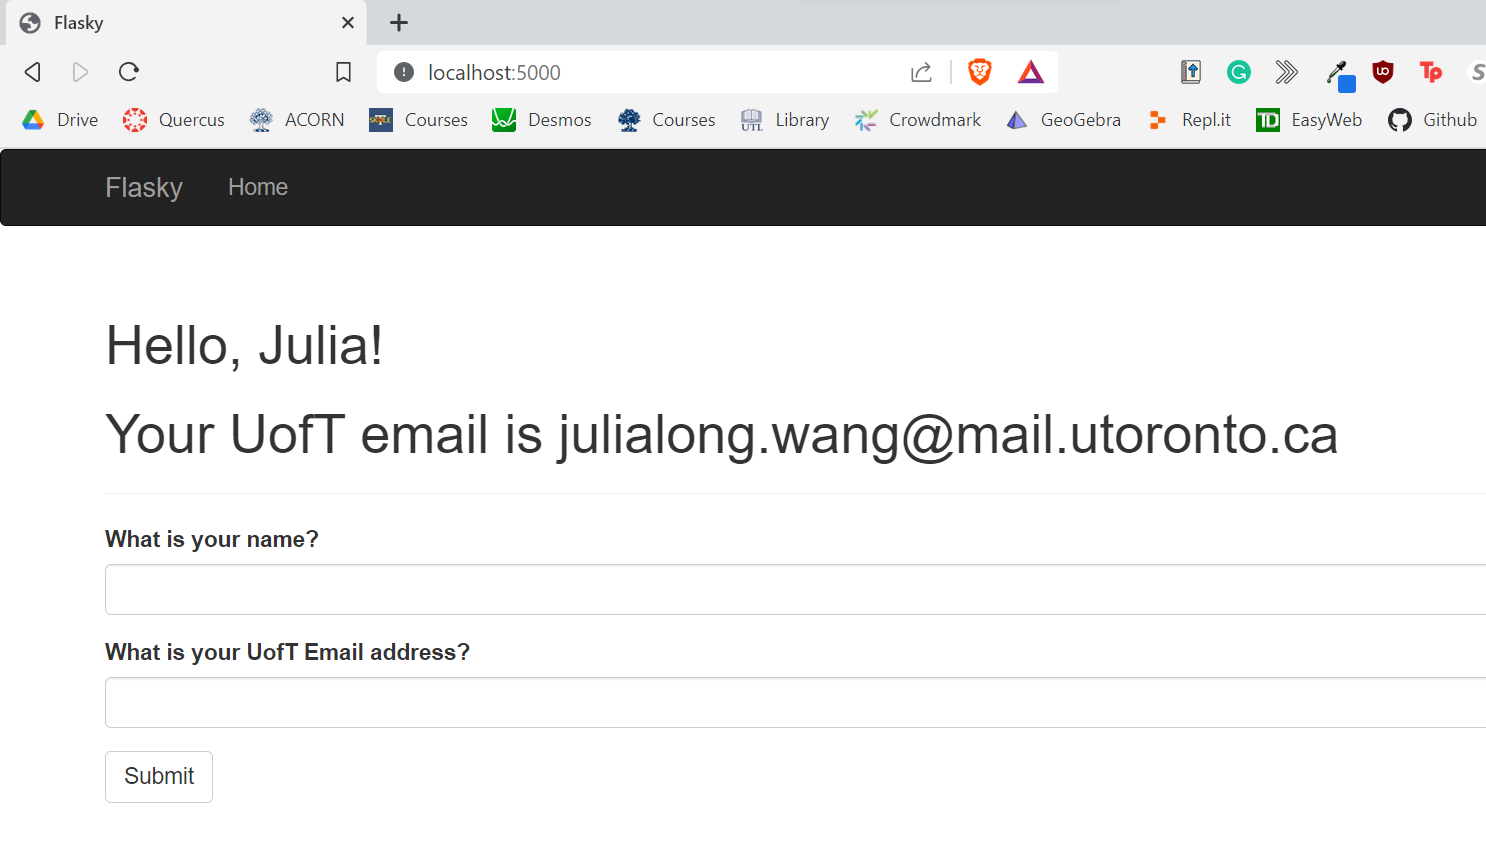 Flasky
localhost:5000
Drive Quercus ACORN Courses Desmos Courses UTL Library Crowdmark GeoGebra Repl.it TD EasyWeb Github
Flasky Home
Hello, Julia!
Your UofT email is julialong.wang@mail.utoronto.ca
What is your name?
What is your UofT Email address?
Submit